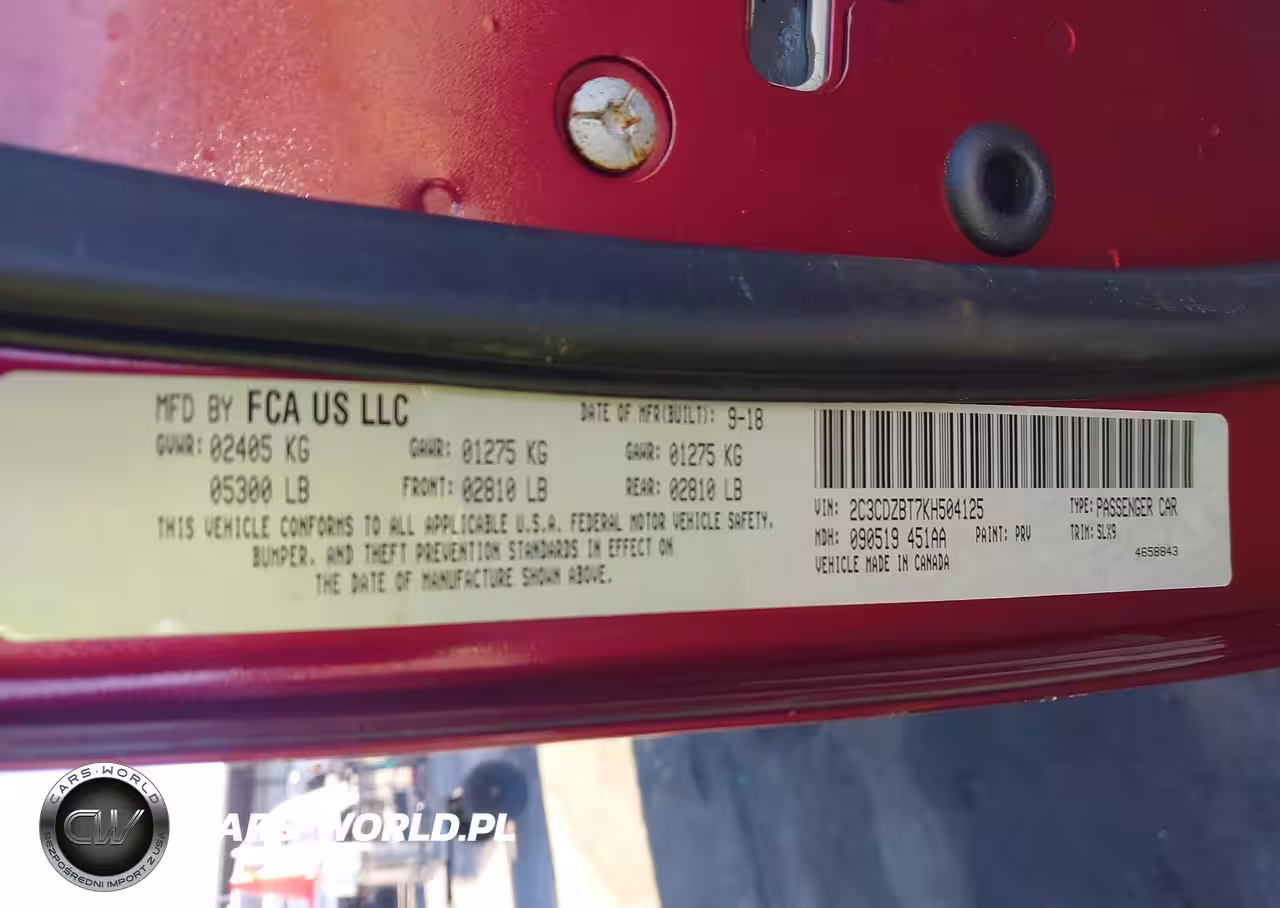 MFD BY FCA US LLC
DATE OF MFR(BUILT): 9-18
GVWR: 02405 KG
GAWR: 01275 KG
GAWR: 01275 KG
05300 LB
FRONT: 02810 LB
REAR: 02810 LB
THIS VEHICLE CONFORMS TO ALL APPLICABLE U.S.A. FEDERAL MOTOR VEHICLE SAFETY,
BUMPER, AND THEFT PREVENTION STANDARDS IN EFFECT ON
THE DATE OF MANUFACTURE SHOWN ABOVE.
VIN: 2C3CDZBT7KH504125
TYPE: PASSENGER CAR
MDH: 090519 451AA
PAINT: PRV
TRIM: SLX9
VEHICLE MADE IN CANADA
4658843
CARS-WORLD
CW
BEZPOŚREDNI IMPORT Z USA
CARS-WORLD.PL